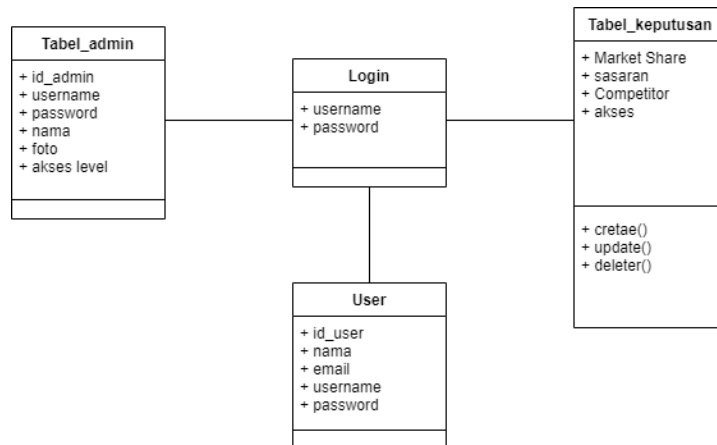 Tabel_admin
+ id_admin
+ username
+ password
+ nama
+ foto
+ akses level
Login
+ username
+ password
Tabel_keputusan
+ Market Share
+ sasaran
+ Competitor
+ akses
+ cretae()
+ update()
+ deleter()
User
+ id_user
+ nama
+ email
+ username
+ password